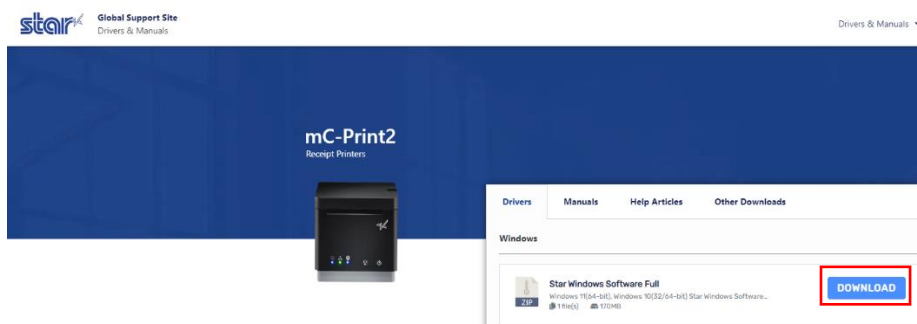 star
Global Support Site
Drivers & Manuals
Drivers & Manuals
mC-Print2
Receipt Printers
Drivers Manuals Help Articles Other Downloads
Windows
ZIP
Star Windows Software Full
Windows 11(64-bit), Windows 10(32/64-bit) Star Windows Software...
1 file(s) 170MB
DOWNLOAD